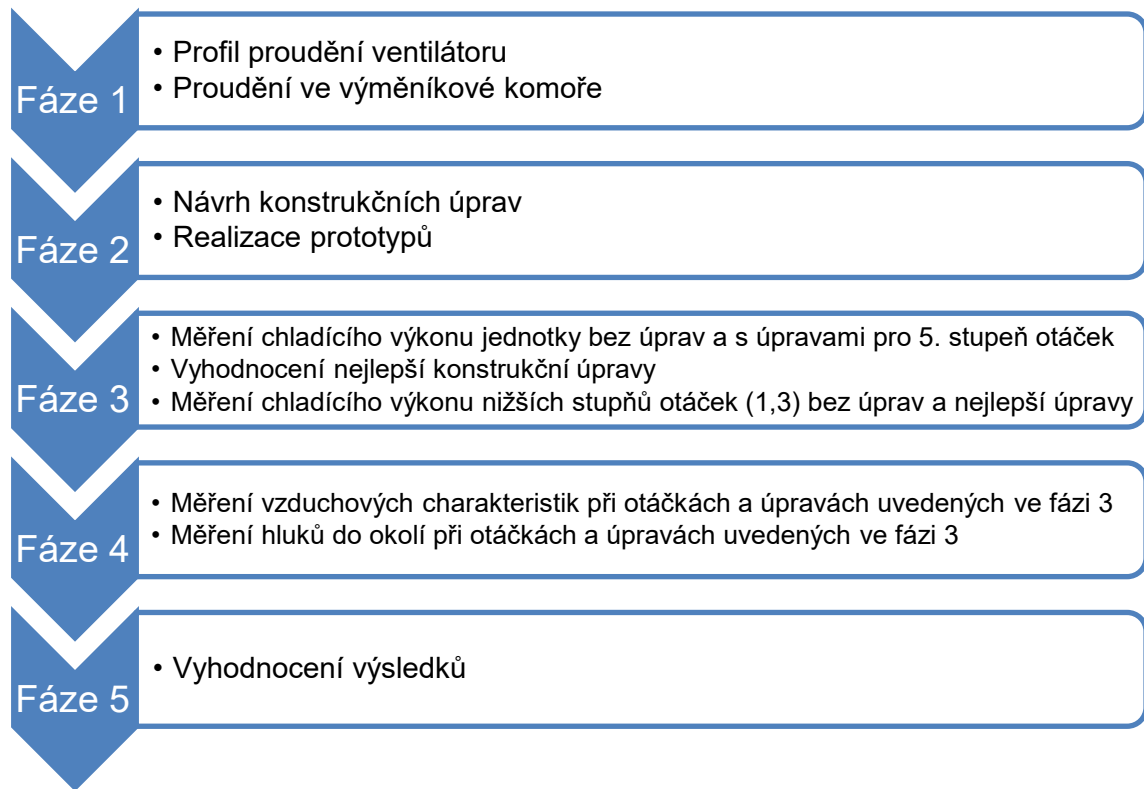 Fáze 1
• Profil proudění ventilátoru
• Proudění ve výměníkové komoře
Fáze 2
• Návrh konstrukčních úprav
• Realizace prototypů
Fáze 3
• Měření chladícího výkonu jednotky bez úprav a s úpravami pro 5. stupeň otáček
• Vyhodnocení nejlepší konstrukční úpravy
• Měření chladícího výkonu nižších stupňů otáček (1,3) bez úprav a nejlepší úpravy
Fáze 4
• Měření vzduchových charakteristik při otáčkách a úpravách uvedených ve fázi 3
• Měření hluků do okolí při otáčkách a úpravách uvedených ve fázi 3
Fáze 5
• Vyhodnocení výsledků